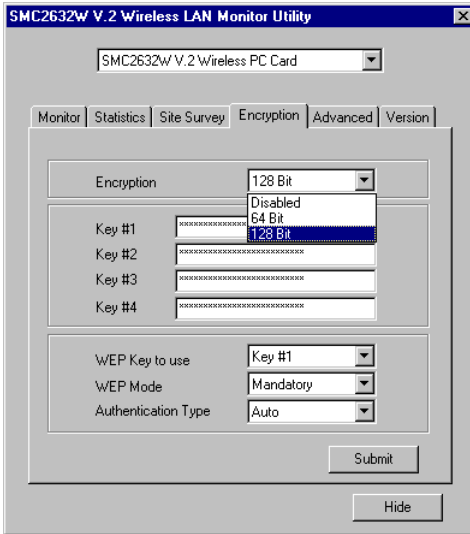 SMC2632W V.2 Wireless LAN Monitor Utility
SMC2632W V.2 Wireless PC Card
Monitor Statistics Site Survey Encryption Advanced Version
Encryption 128 Bit
Disabled
64 Bit
128 Bit
Key #1
Key #2
Key #3
Key #4
WEP Key to use Key #1
WEP Mode Mandatory
Authentication Type Auto
Submit
Hide